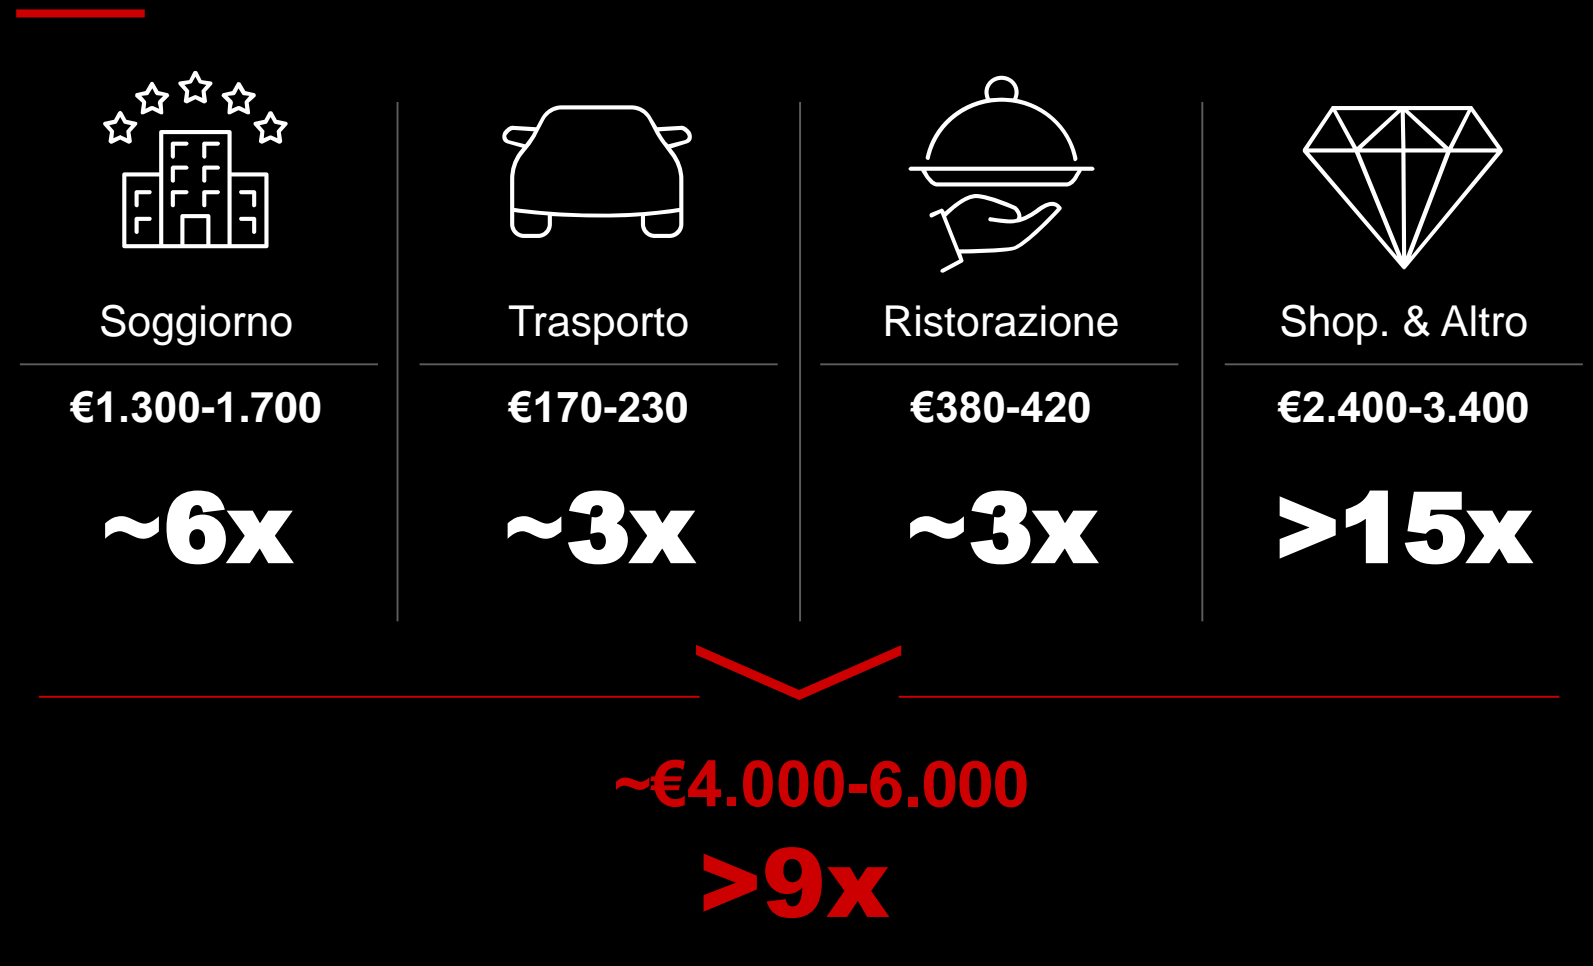 Soggiorno
Trasporto
Ristorazione
Shop. & Altro
€1.300-1.700
€170-230
€380-420
€2.400-3.400
~6x
~3x
~3x
>15x
~€4.000-6.000
>9x